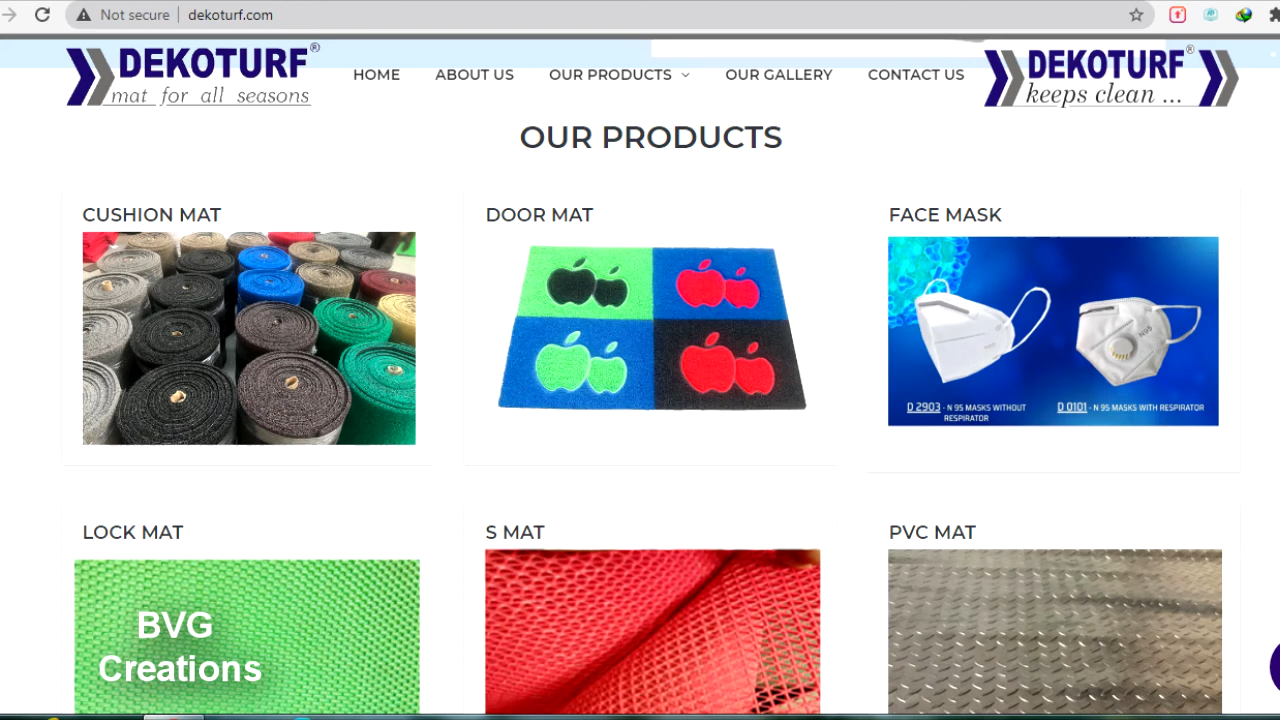 Not secure | dekoturf.com
DEKOTURF®
mat for all seasons
HOME
ABOUT US
OUR PRODUCTS
OUR GALLERY
CONTACT US
DEKOTURF®
keeps clean ...
OUR PRODUCTS
CUSHION MAT
DOOR MAT
FACE MASK
N95
D 2903 - N 95 MASKS WITHOUT
RESPIRATOR
D 0101 - N 95 MASKS WITH RESPIRATOR
LOCK MAT
S MAT
PVC MAT
BVG
Creations